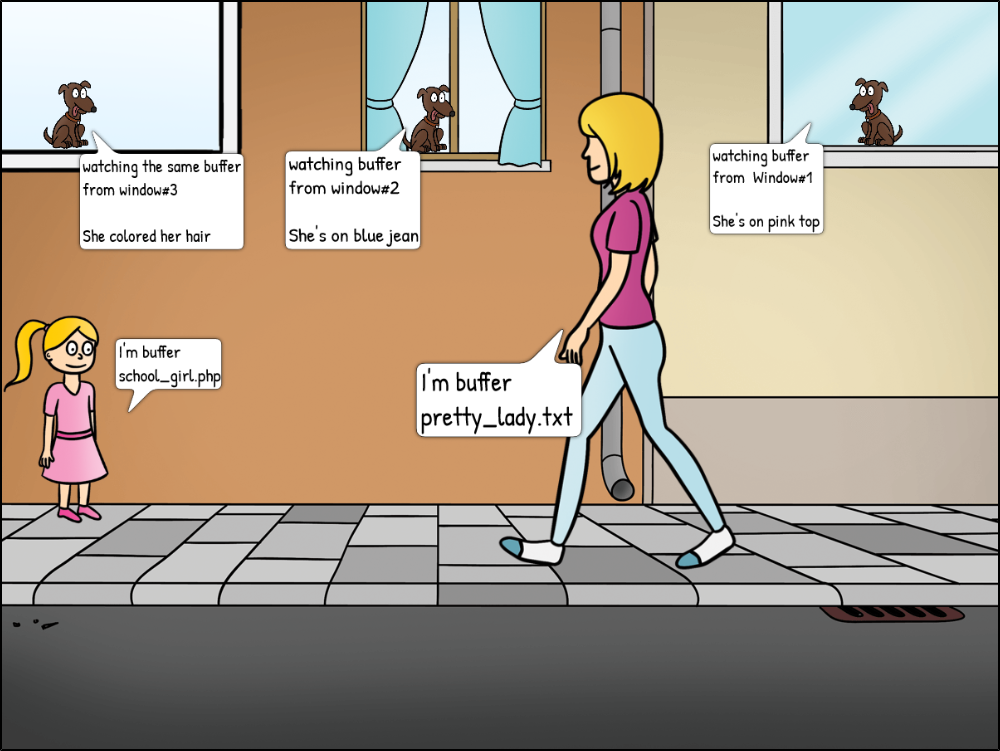 watching the same buffer
from window#3
She colored her hair
watching buffer
from window#2
She's on blue jean
watching buffer
from Window#1
She's on pink top
I'm buffer
school_girl.php
I'm buffer
pretty_lady.txt